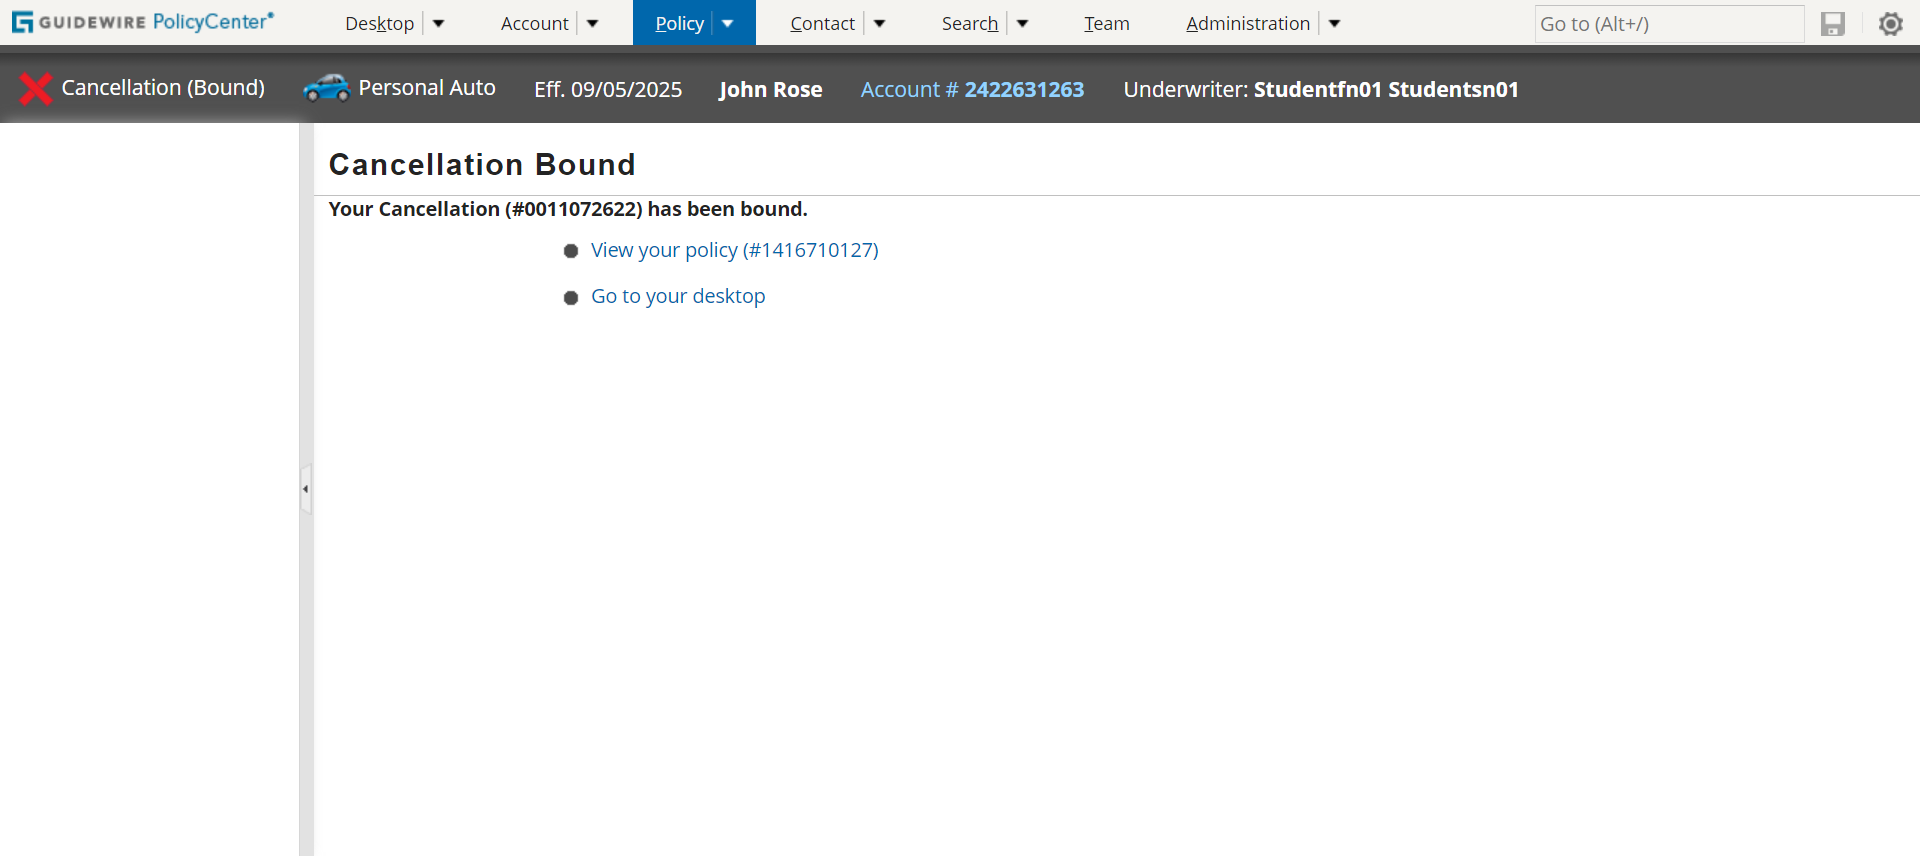 GUIDEWIRE PolicyCenter®
Desktop
Account
Policy
Contact
Search
Team
Administration
Go to (Alt+/)
Cancellation (Bound)
Personal Auto
Eff. 09/05/2025
John Rose
Account # 2422631263
Underwriter: Studentfn01 Studentsn01
Cancellation Bound
Your Cancellation (#0011072622) has been bound.
View your policy (#1416710127)
Go to your desktop